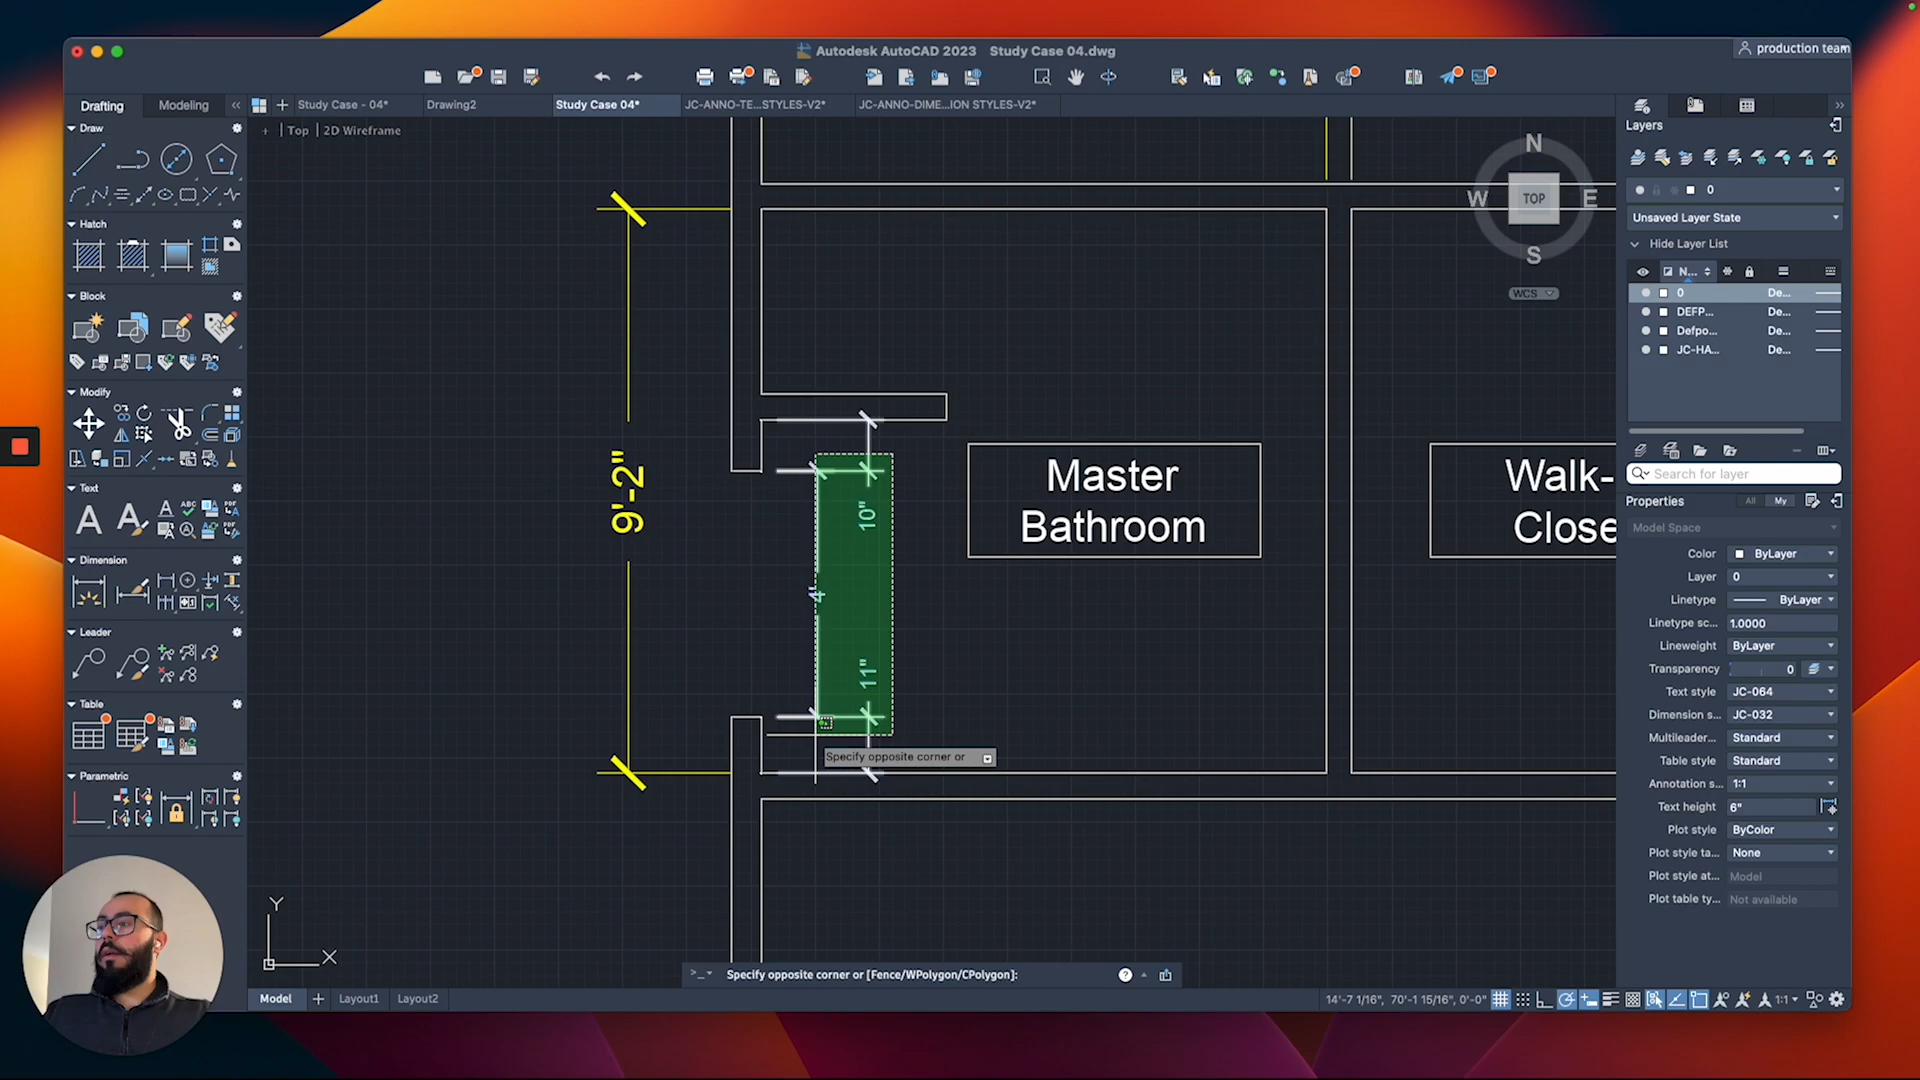 Autodesk AutoCAD 2023 Study Case 04.dwg
production team
Drafting
Modeling
Study Case - 04*
Drawing2
Study Case 04*
JC-ANNO-TE...STYLES-V2*
JC-ANNO-DIME...ION STYLES-V2*
Top
2D Wireframe
Draw
Hatch
Block
Modify
Text
Dimension
Leader
Table
Parametric
9'-2"
10"
4'
11"
Master
Bathroom
Walk-
Close
Specify opposite corner or
N
W
TOP
E
S
WCS
Y
X
Layers
0
Unsaved Layer State
Hide Layer List
N...
0 De...
DEFP... De...
Defpo... De...
JC-HA... De...
Search for layer
Properties
All
My
Model Space
Color ByLayer
Layer 0
Linetype ByLayer
Linetype sc... 1.0000
Lineweight ByLayer
Transparency 0
Text style JC-064
Dimension s... JC-032
Multileader... Standard
Table style Standard
Annotation s... 1:1
Text height 6"
Plot style ByColor
Plot style ta... None
Plot style at... Model
Plot table ty... Not available
Specify opposite corner or [Fence/WPolygon/CPolygon]:
Model
Layout1
Layout2
14'-7 1/16", 70'-1 15/16", 0'-0"
1:1